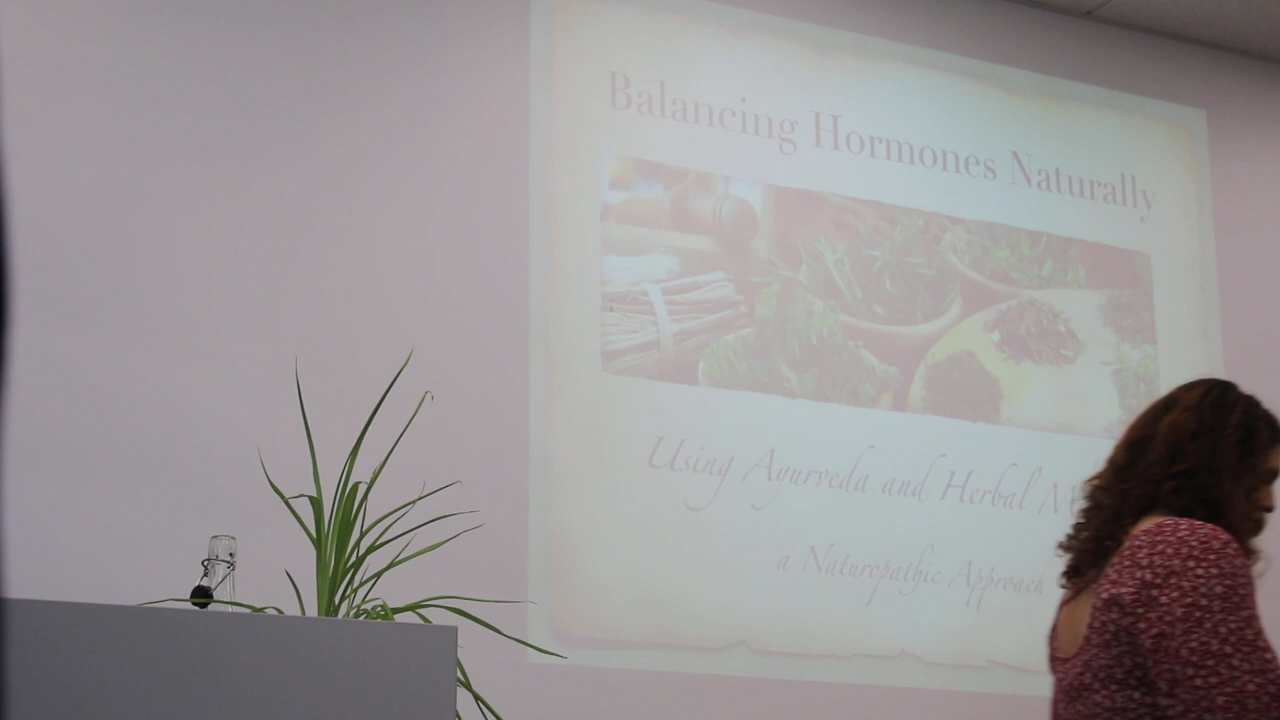 Balancing Hormones Naturally
Using Ayurveda and Herbal
a Naturopathic Approach